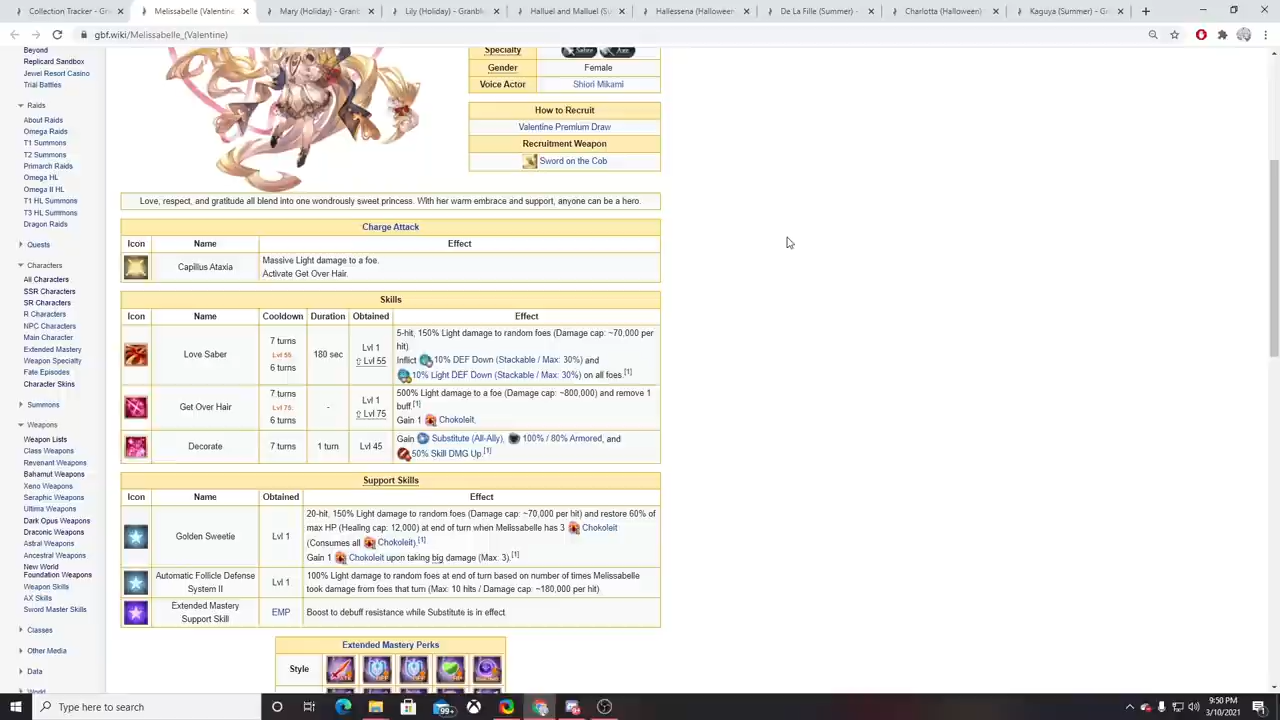 Collection Tracker - Gr
Melissabelle (Valentine)
Mary (Holiday) - Granbl
Lily (Holiday) - Granble
Halluel and Malluel (Su
Hallessena (Halloween
De La Fille (Summer) -
Charlotta (Halloween)
Kaguya (Summer) - Gr
gbf.wiki/Melissabelle_(Valentine)
Beyond
Replicard Sandbox
Jewel Resort Casino
Trial Battles
Raids
About Raids
Omega Raids
T1 Summons
T2 Summons
Primarch Raids
Omega HL
Omega II HL
T1 HL Summons
T3 HL Summons
Dragon Raids
Quests
Characters
All Characters
SSR Characters
SR Characters
R Characters
NPC Characters
Main Character
Extended Mastery
Weapon Specialty
Fate Episodes
Character Skins
Summons
Weapons
Weapon Lists
Class Weapons
Revenant Weapons
Bahamut Weapons
Xeno Weapons
Seraphic Weapons
Ultima Weapons
Dark Opus Weapons
Draconic Weapons
Astral Weapons
Ancestral Weapons
New World
Foundation Weapons
Weapon Skills
AX Skills
Sword Master Skills
Classes
Other Media
Data
World
Specialty Sabre Axe
Gender Female
Voice Actor Shiori Mikami
How to Recruit
Valentine Premium Draw
Recruitment Weapon
Sword on the Cob
Love, respect, and gratitude all blend into one wondrously sweet princess. With her warm embrace and support, anyone can be a hero.
Charge Attack
Icon Name Effect
Capillus Ataxia
Massive Light damage to a foe.
Activate Get Over Hair.
Skills
Icon Name Cooldown Duration Obtained Effect
Love Saber
7 turns
Lvl 55:
6 turns
180 sec
Lvl 1
⇧ Lvl 55
5-hit, 150% Light damage to random foes (Damage cap: ~70,000 per
hit).
Inflict 10% DEF Down (Stackable / Max: 30%) and
10% Light DEF Down (Stackable / Max: 30%) on all foes.[1]
Get Over Hair
7 turns
Lvl 75:
6 turns
-
Lvl 1
⇧ Lvl 75
500% Light damage to a foe (Damage cap: ~800,000) and remove 1
buff.[1]
Gain 1 Chokoleit.
Decorate
7 turns
1 turn
Lvl 45
Gain Substitute (All-Ally), 100% / 80% Armored, and
50% Skill DMG Up.[1]
Support Skills
Icon Name Obtained Effect
Golden Sweetie
Lvl 1
20-hit, 150% Light damage to random foes (Damage cap: ~70,000 per hit) and restore 60% of
max HP (Healing cap: 12,000) at end of turn when Melissabelle has 3 Chokoleit
(Consumes all Chokoleit).[1]
Gain 1 Chokoleit upon taking big damage (Max: 3).[1]
Automatic Follicle Defense
System II
Lvl 1
100% Light damage to random foes at end of turn based on number of times Melissabelle
took damage from foes that turn (Max: 10 hits / Damage cap: ~180,000 per hit).
Extended Mastery
Support Skill
EMP
Boost to debuff resistance while Substitute is in effect
Extended Mastery Perks
Style
Type here to search
99+
9:50 PM
3/10/2021